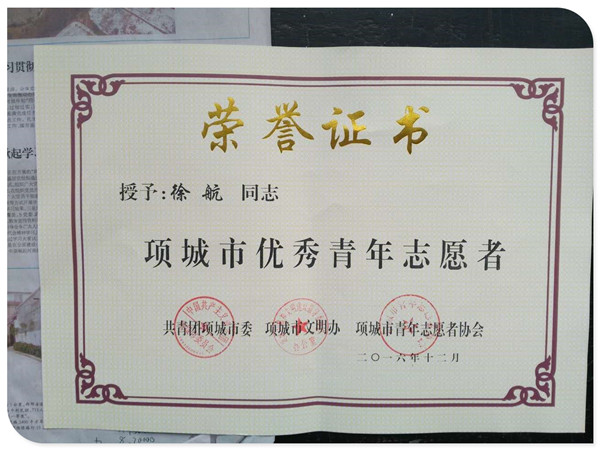 荣誉证书
授予：徐航 同志
项城市优秀青年志愿者
共青团项城市委 项城市文明办 项城市青年志愿者协会
二〇一六年十二月